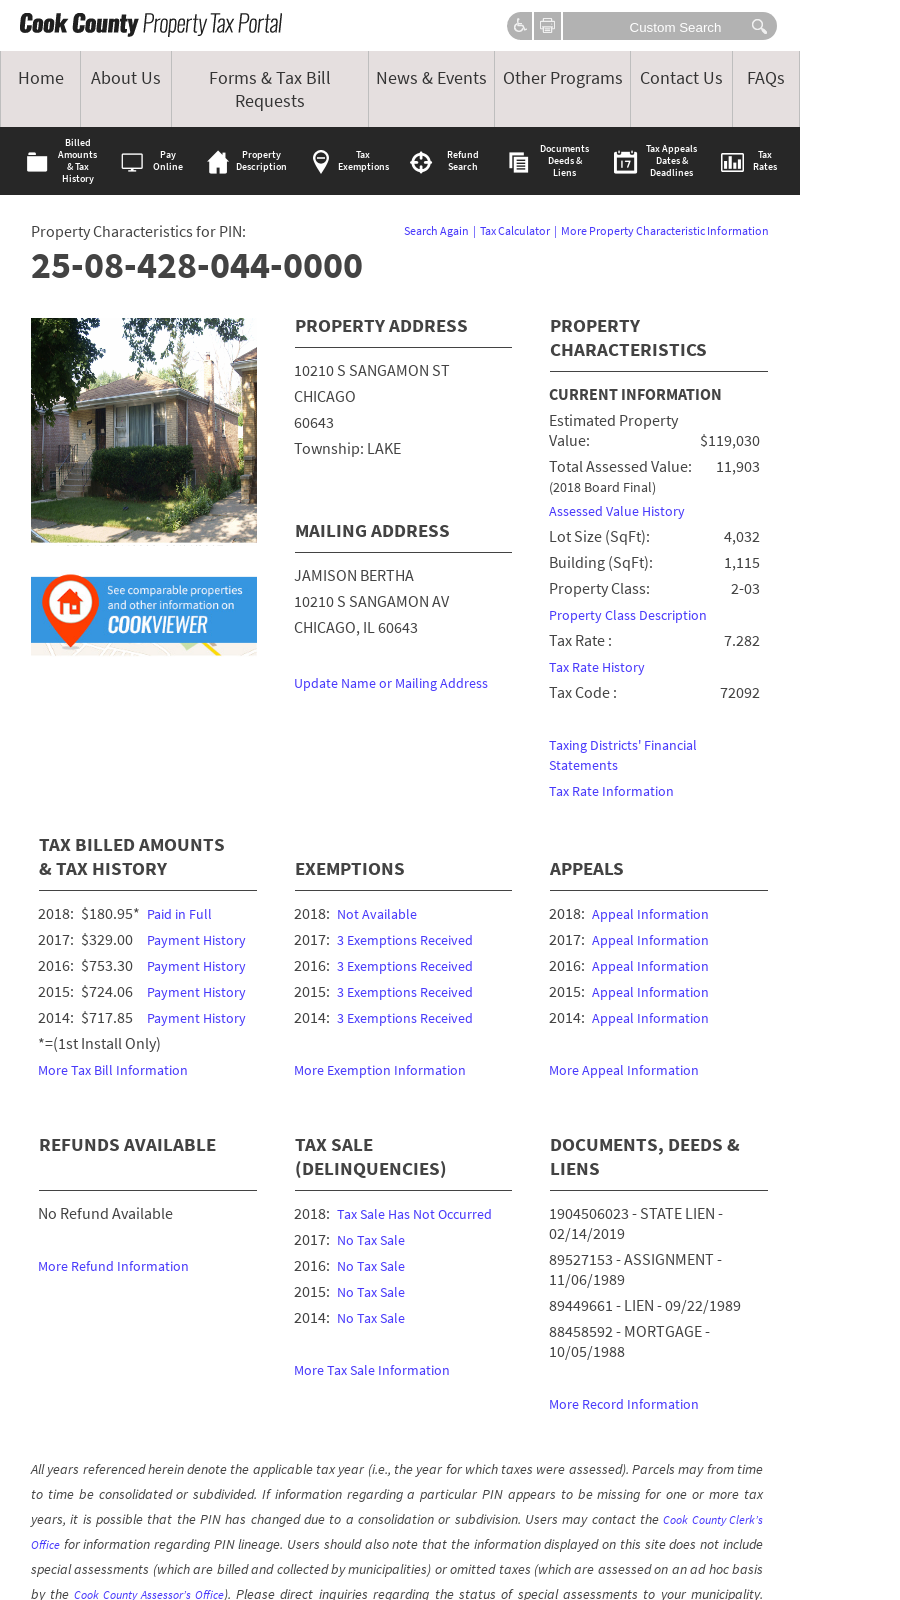 Cook County Property Tax Portal
Custom Search
Home
About Us
Forms & Tax Bill
Requests
News & Events
Other Programs
Contact Us
FAQs
Billed
Amounts
& Tax
History
Pay
Online
Property
Description
Tax
Exemptions
Refund
Search
Documents
Deeds &
Liens
Tax Appeals
Dates &
Deadlines
Tax
Rates
Property Characteristics for PIN:
Search Again | Tax Calculator | More Property Characteristic Information
25-08-428-044-0000
See comparable properties
and other information on
COOKVIEWER
PROPERTY ADDRESS
10210 S SANGAMON ST
CHICAGO
60643
Township: LAKE
MAILING ADDRESS
JAMISON BERTHA
10210 S SANGAMON AV
CHICAGO, IL 60643
Update Name or Mailing Address
PROPERTY
CHARACTERISTICS
CURRENT INFORMATION
Estimated Property
Value: $119,030
Total Assessed Value: 11,903
(2018 Board Final)
Assessed Value History
Lot Size (SqFt): 4,032
Building (SqFt): 1,115
Property Class: 2-03
Property Class Description
Tax Rate : 7.282
Tax Rate History
Tax Code : 72092
Taxing Districts' Financial
Statements
Tax Rate Information
TAX BILLED AMOUNTS
& TAX HISTORY
2018: $180.95* Paid in Full
2017: $329.00 Payment History
2016: $753.30 Payment History
2015: $724.06 Payment History
2014: $717.85 Payment History
*=(1st Install Only)
More Tax Bill Information
EXEMPTIONS
2018: Not Available
2017: 3 Exemptions Received
2016: 3 Exemptions Received
2015: 3 Exemptions Received
2014: 3 Exemptions Received
More Exemption Information
APPEALS
2018: Appeal Information
2017: Appeal Information
2016: Appeal Information
2015: Appeal Information
2014: Appeal Information
More Appeal Information
REFUNDS AVAILABLE
No Refund Available
More Refund Information
TAX SALE
(DELINQUENCIES)
2018: Tax Sale Has Not Occurred
2017: No Tax Sale
2016: No Tax Sale
2015: No Tax Sale
2014: No Tax Sale
More Tax Sale Information
DOCUMENTS, DEEDS &
LIENS
1904506023 - STATE LIEN -
02/14/2019
89527153 - ASSIGNMENT -
11/06/1989
89449661 - LIEN - 09/22/1989
88458592 - MORTGAGE -
10/05/1988
More Record Information
All years referenced herein denote the applicable tax year (i.e., the year for which taxes were assessed). Parcels may from time
to time be consolidated or subdivided. If information regarding a particular PIN appears to be missing for one or more tax
years, it is possible that the PIN has changed due to a consolidation or subdivision. Users may contact the Cook County Clerk's
Office for information regarding PIN lineage. Users should also note that the information displayed on this site does not include
special assessments (which are billed and collected by municipalities) or omitted taxes (which are assessed on an ad hoc basis
by the Cook County Assessor's Office). Please direct inquiries regarding the status of special assessments to your municipality.